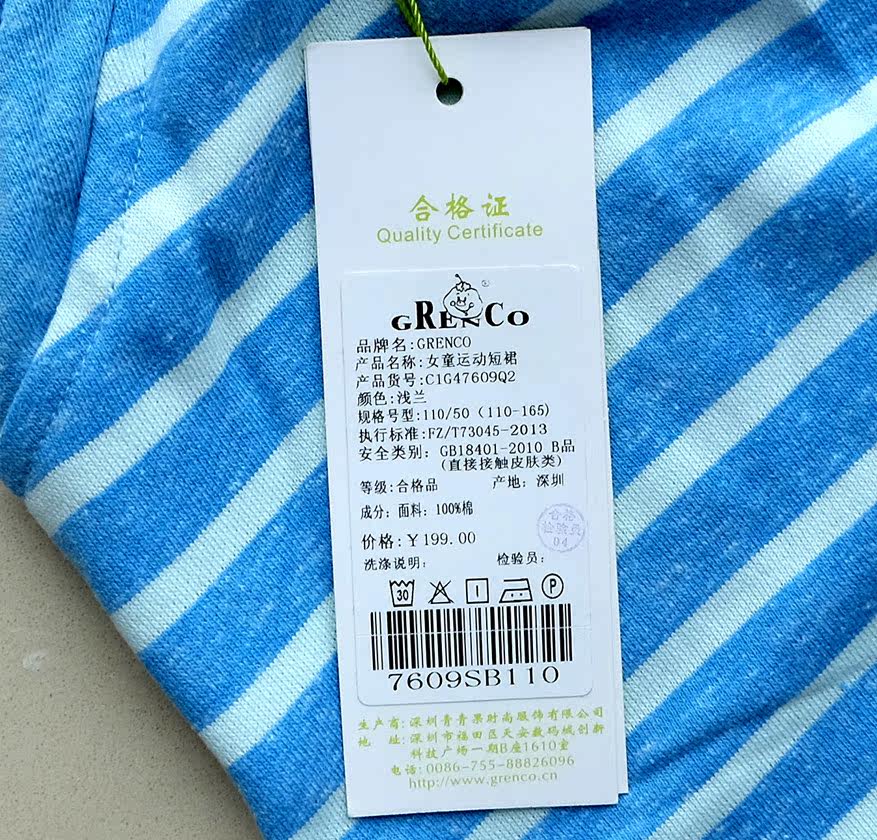 合格证
Quality Certificate
GRENCO
品牌名:GRENCO
产品名称:女童运动短裙
产品货号:C1G47609Q2
颜色:浅兰
规格号型:110/50（110-165)
执行标准:FZ/T73045-2013
安全类别: GB18401-2010 B品
(直接接触皮肤类)
等级:合格品 产地: 深圳
成分: 面料: 100%棉
合格
检验员
04
价格:￥199.00
洗涤说明: 检验员:
30 P
7609SB110
生产商:深圳青青果时尚服饰有限公司
地 址:深圳市福田区天安数码城创新
科技广场一期B座1610室
电话:0086-755-88826096
http://www.grenco.cn